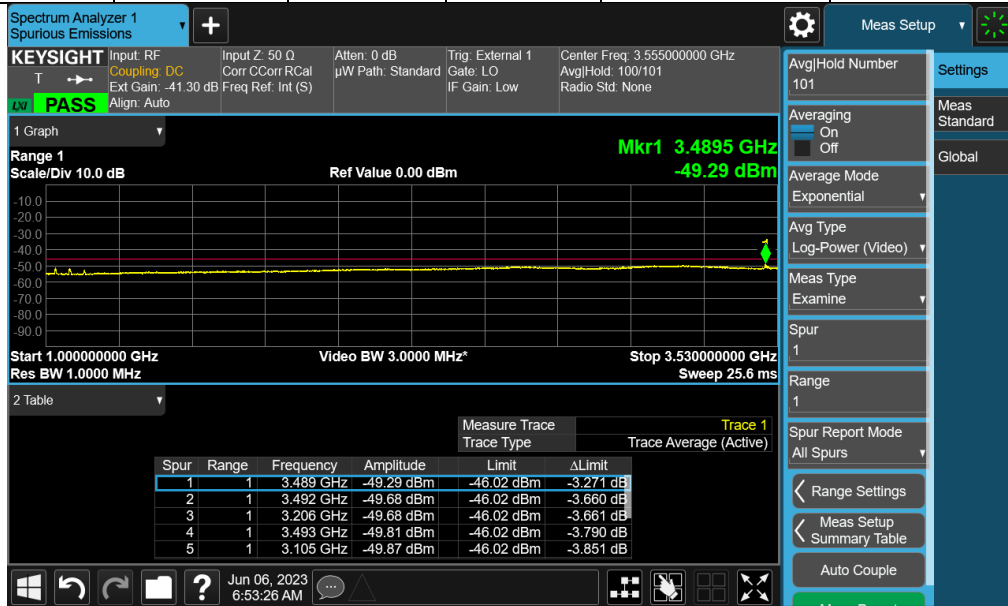 Spectrum Analyzer 1
Spurious Emissions
+
Meas Setup
KEYSIGHT
T
LXI
PASS
Input: RF
Coupling: DC
Ext Gain: -41.30 dB
Align: Auto
Input Z: 50 Ω
Corr CCorr RCal
Freq Ref: Int (S)
Atten: 0 dB
µW Path: Standard
Trig: External 1
Gate: LO
IF Gain: Low
Center Freq: 3.555000000 GHz
Avg|Hold: 100/101
Radio Std: None
1 Graph
Range 1
Scale/Div 10.0 dB
Ref Value 0.00 dBm
Mkr1 3.4895 GHz
-49.29 dBm
-10.0
-20.0
-30.0
-40.0
-50.0
-60.0
-70.0
-80.0
-90.0
1
Start 1.000000000 GHz
Res BW 1.0000 MHz
Video BW 3.0000 MHz*
Stop 3.530000000 GHz
Sweep 25.6 ms
2 Table
Measure Trace Trace 1
Trace Type Trace Average (Active)
Spur Range Frequency Amplitude Limit ΔLimit
1 1 3.489 GHz -49.29 dBm -46.02 dBm -3.271 dB
2 1 3.492 GHz -49.68 dBm -46.02 dBm -3.660 dB
3 1 3.206 GHz -49.68 dBm -46.02 dBm -3.661 dB
4 1 3.493 GHz -49.81 dBm -46.02 dBm -3.790 dB
5 1 3.105 GHz -49.87 dBm -46.02 dBm -3.851 dB
?
Jun 06, 2023
6:53:26 AM
Avg|Hold Number
101
Averaging
On
Off
Average Mode
Exponential
Avg Type
Log-Power (Video)
Meas Type
Examine
Spur
1
Range
1
Spur Report Mode
All Spurs
Range Settings
Meas Setup
Summary Table
Auto Couple
Settings
Meas
Standard
Global